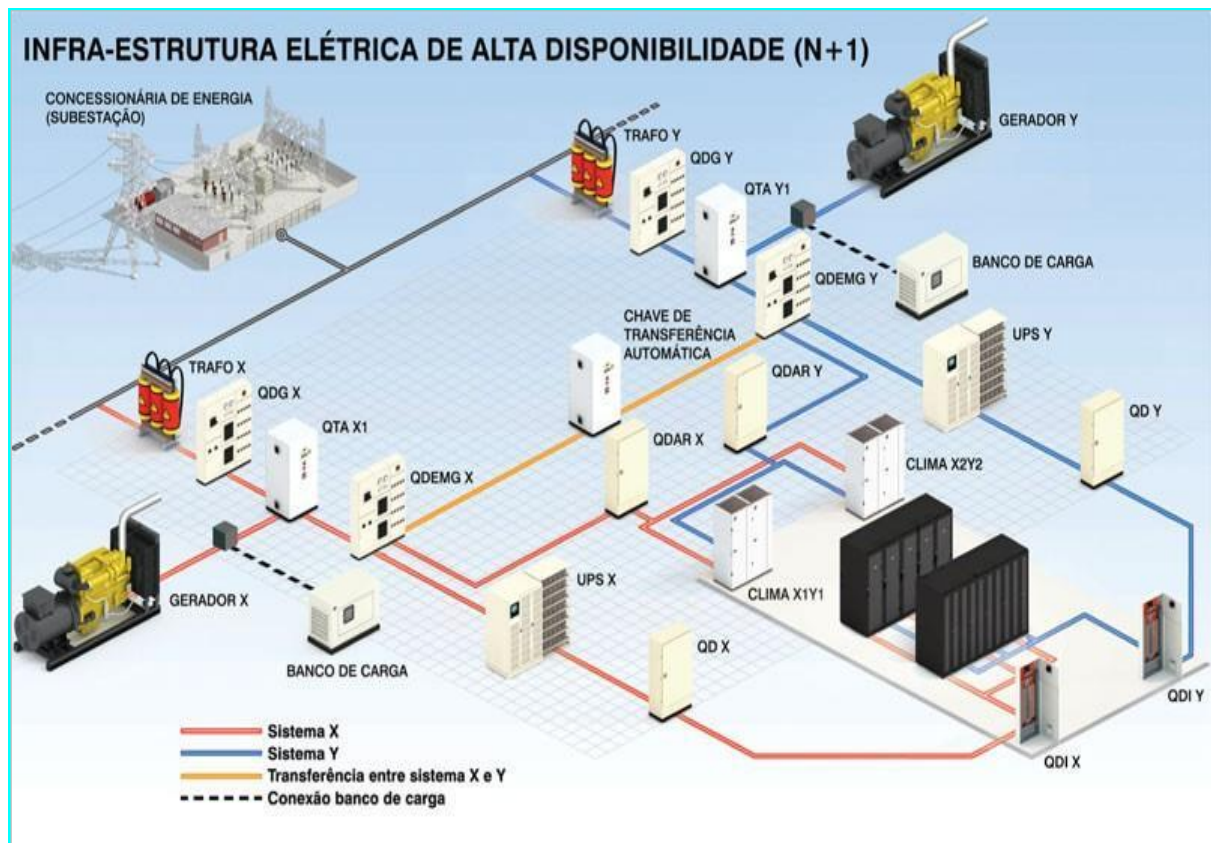 INFRA-ESTRUTURA ELÉTRICA DE ALTA DISPONIBILIDADE (N+1)
CONCESSIONÁRIA DE ENERGIA
(SUBESTAÇÃO)
TRAFO Y
QDG Y
QTA Y1
GERADOR Y
QDEMG Y
BANCO DE CARGA
CHAVE DE
TRANSFERÊNCIA
AUTOMÁTICA
UPS Y
QDAR Y
QD Y
TRAFO X
QDG X
QTA X1
QDEMG X
QDAR X
CLIMA X2Y2
GERADOR X
UPS X
CLIMA X1Y1
BANCO DE CARGA
QD X
QDI Y
QDI X
Sistema X
Sistema Y
Transferência entre sistema X e Y
Conexão banco de carga